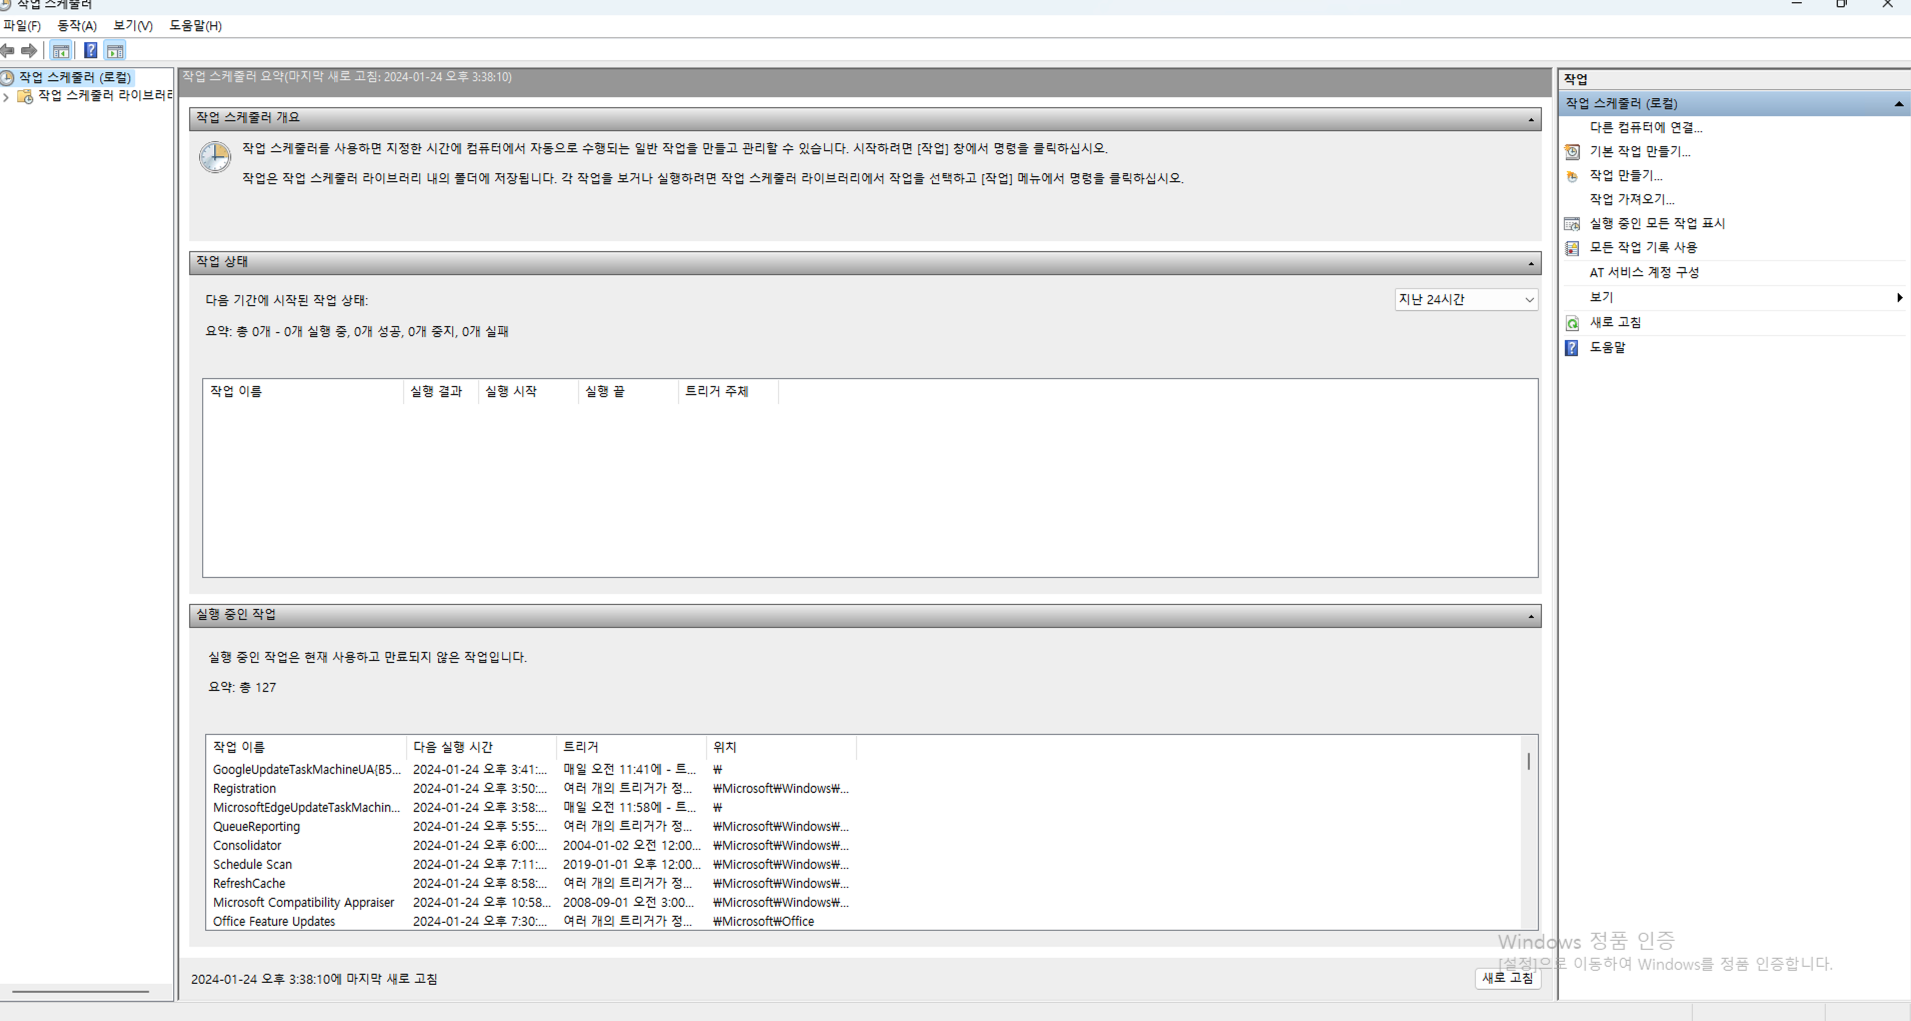 작업 스케줄러
파일(F) 동작(A) 보기(V) 도움말(H)
작업 스케줄러 (로컬)
작업 스케줄러 라이브러리
작업 스케줄러 요약(마지막 새로 고침: 2024-01-24 오후 3:38:10)
작업 스케줄러 개요
작업 스케줄러를 사용하면 지정한 시간에 컴퓨터에서 자동으로 수행되는 일반 작업을 만들고 관리할 수 있습니다. 시작하려면 [작업] 창에서 명령을 클릭하십시오.
작업은 작업 스케줄러 라이브러리 내의 폴더에 저장됩니다. 각 작업을 보거나 실행하려면 작업 스케줄러 라이브러리에서 작업을 선택하고 [작업] 메뉴에서 명령을 클릭하십시오.
작업 상태
다음 기간에 시작된 작업 상태:
지난 24시간
요약: 총 0개 - 0개 실행 중, 0개 성공, 0개 중지, 0개 실패
작업 이름 실행 결과 실행 시작 실행 끝 트리거 주체
실행 중인 작업
실행 중인 작업은 현재 사용하고 만료되지 않은 작업입니다.
요약: 총 127
작업 이름 다음 실행 시간 트리거 위치
GoogleUpdateTaskMachineUA{B5... 2024-01-24 오후 3:41:... 매일 오전 11:41에 - 트... ₩
Registration 2024-01-24 오후 3:50:... 여러 개의 트리거가 정... ₩Microsoft₩Windows₩...
MicrosoftEdgeUpdateTaskMachin... 2024-01-24 오후 3:58:... 매일 오전 11:58에 - 트... ₩
QueueReporting 2024-01-24 오후 5:55:... 여러 개의 트리거가 정... ₩Microsoft₩Windows₩...
Consolidator 2024-01-24 오후 6:00:... 2004-01-02 오전 12:00... ₩Microsoft₩Windows₩...
Schedule Scan 2024-01-24 오후 7:11:... 2019-01-01 오후 12:00... ₩Microsoft₩Windows₩...
RefreshCache 2024-01-24 오후 8:58:... 여러 개의 트리거가 정... ₩Microsoft₩Windows₩...
Microsoft Compatibility Appraiser 2024-01-24 오후 10:58... 2008-09-01 오전 3:00... ₩Microsoft₩Windows₩...
Office Feature Updates 2024-01-24 오후 7:30:... 여러 개의 트리거가 정... ₩Microsoft₩Office
2024-01-24 오후 3:38:10에 마지막 새로 고침
새로 고침
작업
작업 스케줄러 (로컬)
다른 컴퓨터에 연결...
기본 작업 만들기...
작업 만들기...
작업 가져오기...
실행 중인 모든 작업 표시
모든 작업 기록 사용
AT 서비스 계정 구성
보기
새로 고침
도움말
Windows 정품 인증
[설정]으로 이동하여 Windows를 정품 인증합니다.